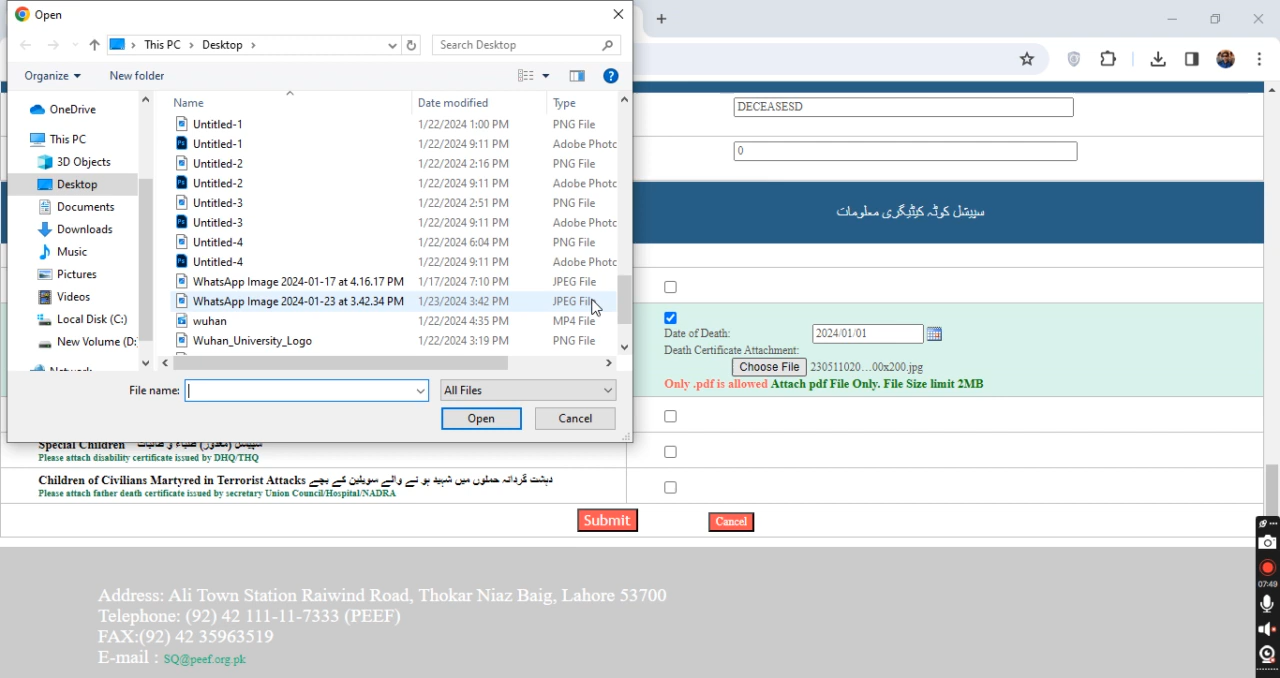 Open
This PC › Desktop ›
Search Desktop
Organize
New folder
OneDrive
This PC
3D Objects
Desktop
Documents
Downloads
Music
Pictures
Videos
Local Disk (C:)
New Volume (D:
Name Date modified Type
Untitled-1 1/22/2024 1:00 PM PNG File
Untitled-1 1/22/2024 9:11 PM Adobe Photc
Untitled-2 1/22/2024 2:16 PM PNG File
Untitled-2 1/22/2024 9:11 PM Adobe Photc
Untitled-3 1/22/2024 2:51 PM PNG File
Untitled-3 1/22/2024 9:11 PM Adobe Photc
Untitled-4 1/22/2024 6:04 PM PNG File
Untitled-4 1/22/2024 9:11 PM Adobe Photc
WhatsApp Image 2024-01-17 at 4.16.17 PM 1/17/2024 7:10 PM JPEG File
WhatsApp Image 2024-01-23 at 3.42.34 PM 1/23/2024 3:42 PM JPEG File
wuhan 1/22/2024 4:35 PM MP4 File
Wuhan_University_Logo 1/22/2024 3:19 PM PNG File
File name:
All Files
Open
Cancel
DECEASESD
0
سپیشل کوٹہ کیٹیگری معلومات
Date of Death:
2024/01/01
Death Certificate Attachment:
Choose File 230511020...00x200.jpg
Only .pdf is allowed Attach pdf File Only. File Size limit 2MB
Special Children
Please attach disability certificate issued by DHQ/THQ
Children of Civilians Martyred in Terrorist Attacks دہشت گردانہ حملوں میں شہید ہو نے والے سویلین کے بچے
Please attach father death certificate issued by secretary Union Council/Hospital/NADRA
Submit
Cancel
Address: Ali Town Station Raiwind Road, Thokar Niaz Baig, Lahore 53700
Telephone: (92) 42 111-11-7333 (PEEF)
FAX:(92) 42 35963519
E-mail : SQ@peef.org.pk
07:49